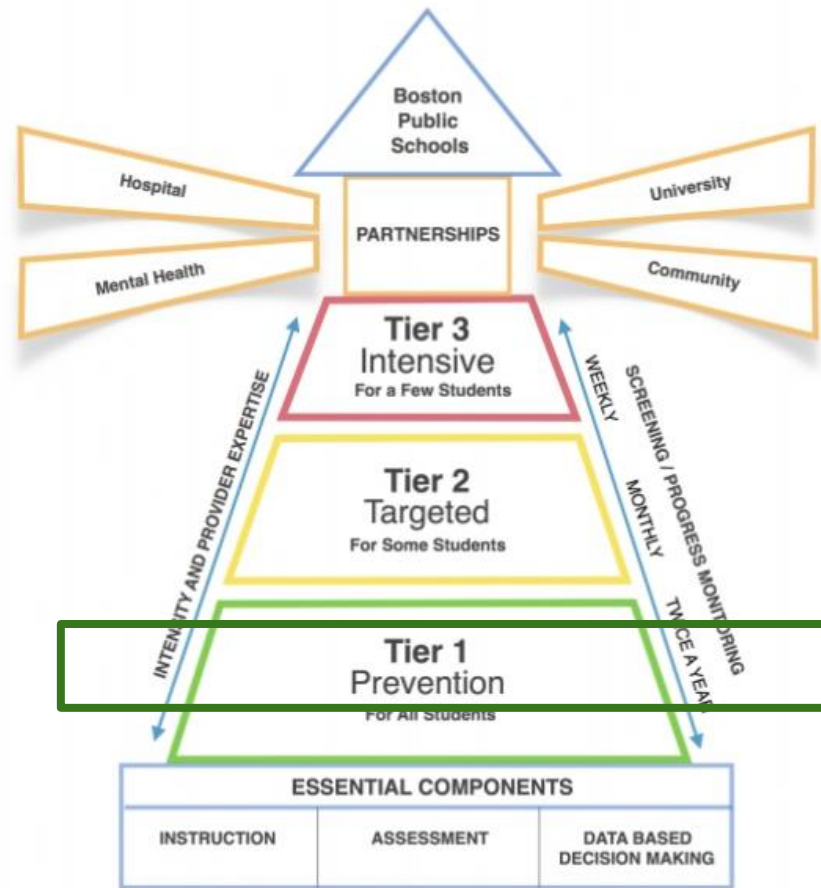 Boston
Public
Schools
Hospital
University
PARTNERSHIPS
Mental Health
Community
Tier 3
Intensive
For a Few Students
WEEKLY
SCREENING / PROGRESS MONITORING
INTENSITY AND PROVIDER EXPERTISE
Tier 2
Targeted
For Some Students
MONTHLY
Tier 1
Prevention
For All Students
TWICE A YEAR
ESSENTIAL COMPONENTS
INSTRUCTION
ASSESSMENT
DATA BASED
DECISION MAKING